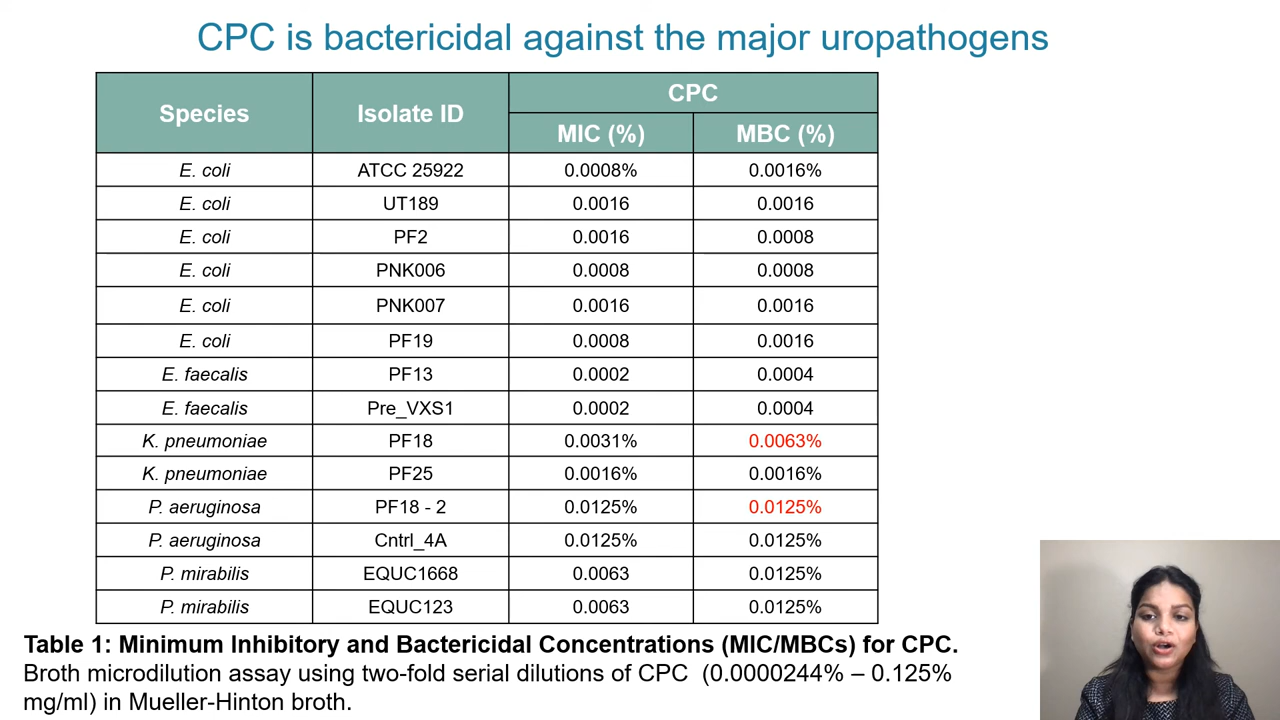 CPC is bactericidal against the major uropathogens
Species Isolate ID CPC
MIC (%) MBC (%)
E. coli ATCC 25922 0.0008% 0.0016%
E. coli UT189 0.0016 0.0016
E. coli PF2 0.0016 0.0008
E. coli PNK006 0.0008 0.0008
E. coli PNK007 0.0016 0.0016
E. coli PF19 0.0008 0.0016
E. faecalis PF13 0.0002 0.0004
E. faecalis Pre_VXS1 0.0002 0.0004
K. pneumoniae PF18 0.0031% 0.0063%
K. pneumoniae PF25 0.0016% 0.0016%
P. aeruginosa PF18 - 2 0.0125% 0.0125%
P. aeruginosa Cntrl_4A 0.0125% 0.0125%
P. mirabilis EQUC1668 0.0063 0.0125%
P. mirabilis EQUC123 0.0063 0.0125%
Table 1: Minimum Inhibitory and Bactericidal Concentrations (MIC/MBCs) for CPC.
Broth microdilution assay using two-fold serial dilutions of CPC (0.0000244% – 0.125%
mg/ml) in Mueller-Hinton broth.